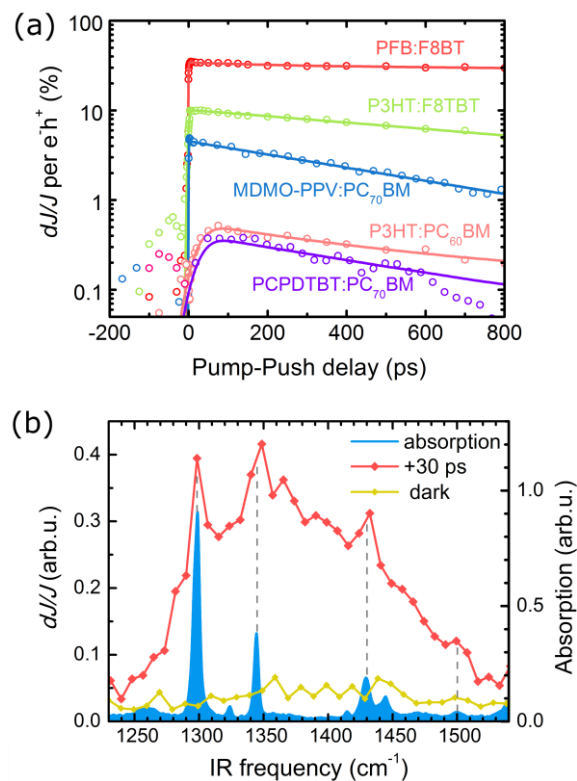 (a)
100
10
1
0.1
dJ/J per e⁻h⁺ (%)
PFB:F8BT
P3HT:F8TBT
MDMO-PPV:PC₇₀BM
P3HT:PC₆₀BM
PCPDTBT:PC₇₀BM
-200 0 200 400 600 800
Pump-Push delay (ps)
(b)
absorption
+30 ps
dark
0.4
0.3
0.2
0.1
0.0
dJ/J (arb.u.)
1.0
0.5
0.0
Absorption (arb.u.)
1250 1300 1350 1400 1450 1500
IR frequency (cm⁻¹)